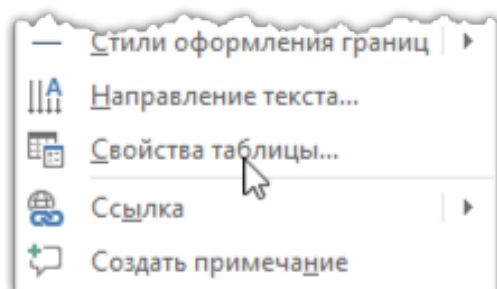 Стили оформления границ
Направление текста...
Свойства таблицы...
Ссылка
Создать примечание